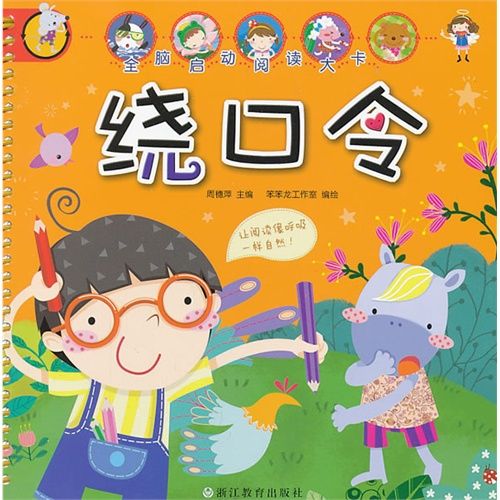 全脑启动阅读大卡
绕口令
周穗萍 主编 笨笨龙工作室 编绘
让阅读像呼吸
一样自然！
浙江教育出版社